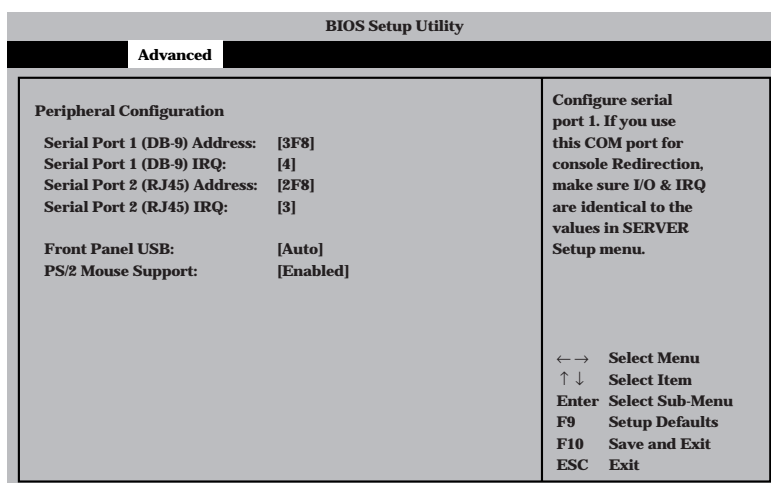 BIOS Setup Utility
Advanced
Peripheral Configuration
Serial Port 1 (DB-9) Address: [3F8]
Serial Port 1 (DB-9) IRQ: [4]
Serial Port 2 (RJ45) Address: [2F8]
Serial Port 2 (RJ45) IRQ: [3]
Front Panel USB: [Auto]
PS/2 Mouse Support: [Enabled]
Configure serial
port 1. If you use
this COM port for
console Redirection,
make sure I/O & IRQ
are identical to the
values in SERVER
Setup menu.
←→ Select Menu
↑↓ Select Item
Enter Select Sub-Menu
F9 Setup Defaults
F10 Save and Exit
ESC Exit